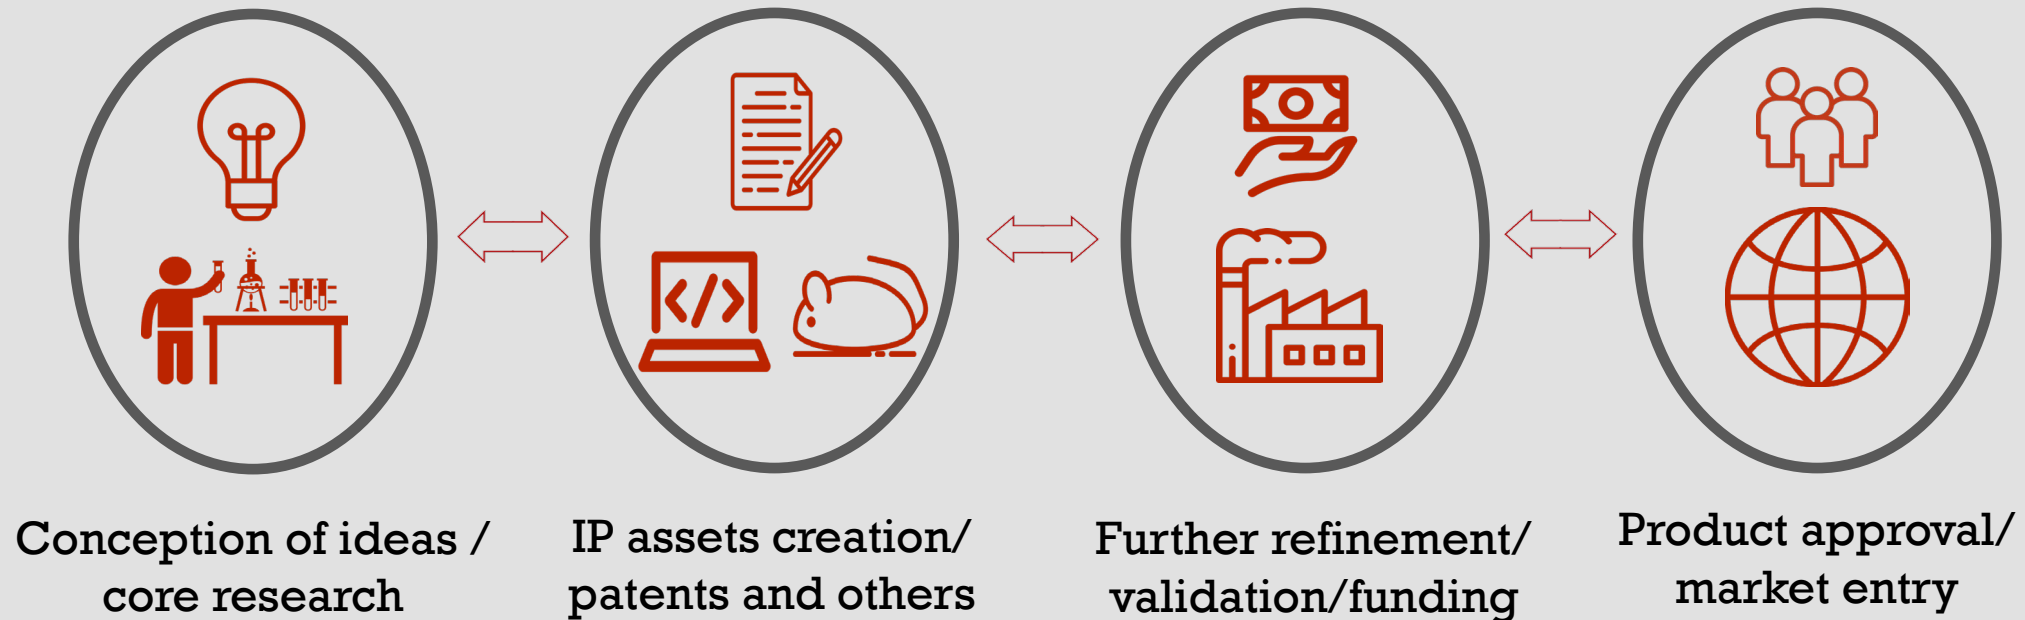 Conception of ideas /
core research
IP assets creation/
patents and others
Further refinement/
validation/funding
Product approval/
market entry